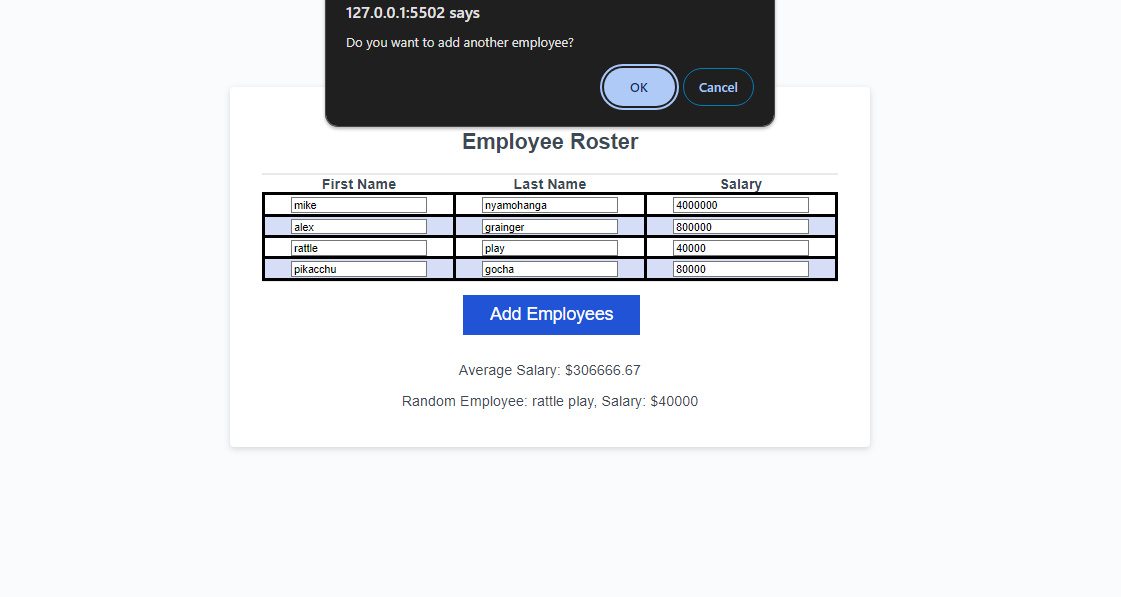 127.0.0.1:5502 says
Do you want to add another employee?
OK Cancel
Employee Roster
First Name Last Name Salary
mike nyamohanga 4000000
alex grainger 800000
rattle play 40000
pikacchu gocha 80000
Add Employees
Average Salary: $306666.67
Random Employee: rattle play, Salary: $40000